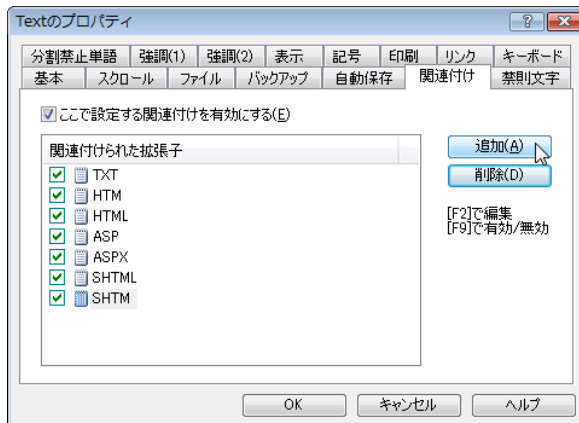 Textのプロパティ
分割禁止単語 強調(1) 強調(2) 表示 記号 印刷 リンク キーボード
基本 スクロール ファイル バックアップ 自動保存 関連付け 禁則文字
ここで設定する関連付けを有効にする(E)
関連付けられた拡張子
TXT
HTM
HTML
ASP
ASPX
SHTML
SHTM
追加(A)
削除(D)
[F2]で編集
[F9]で有効/無効
OK キャンセル ヘルプ